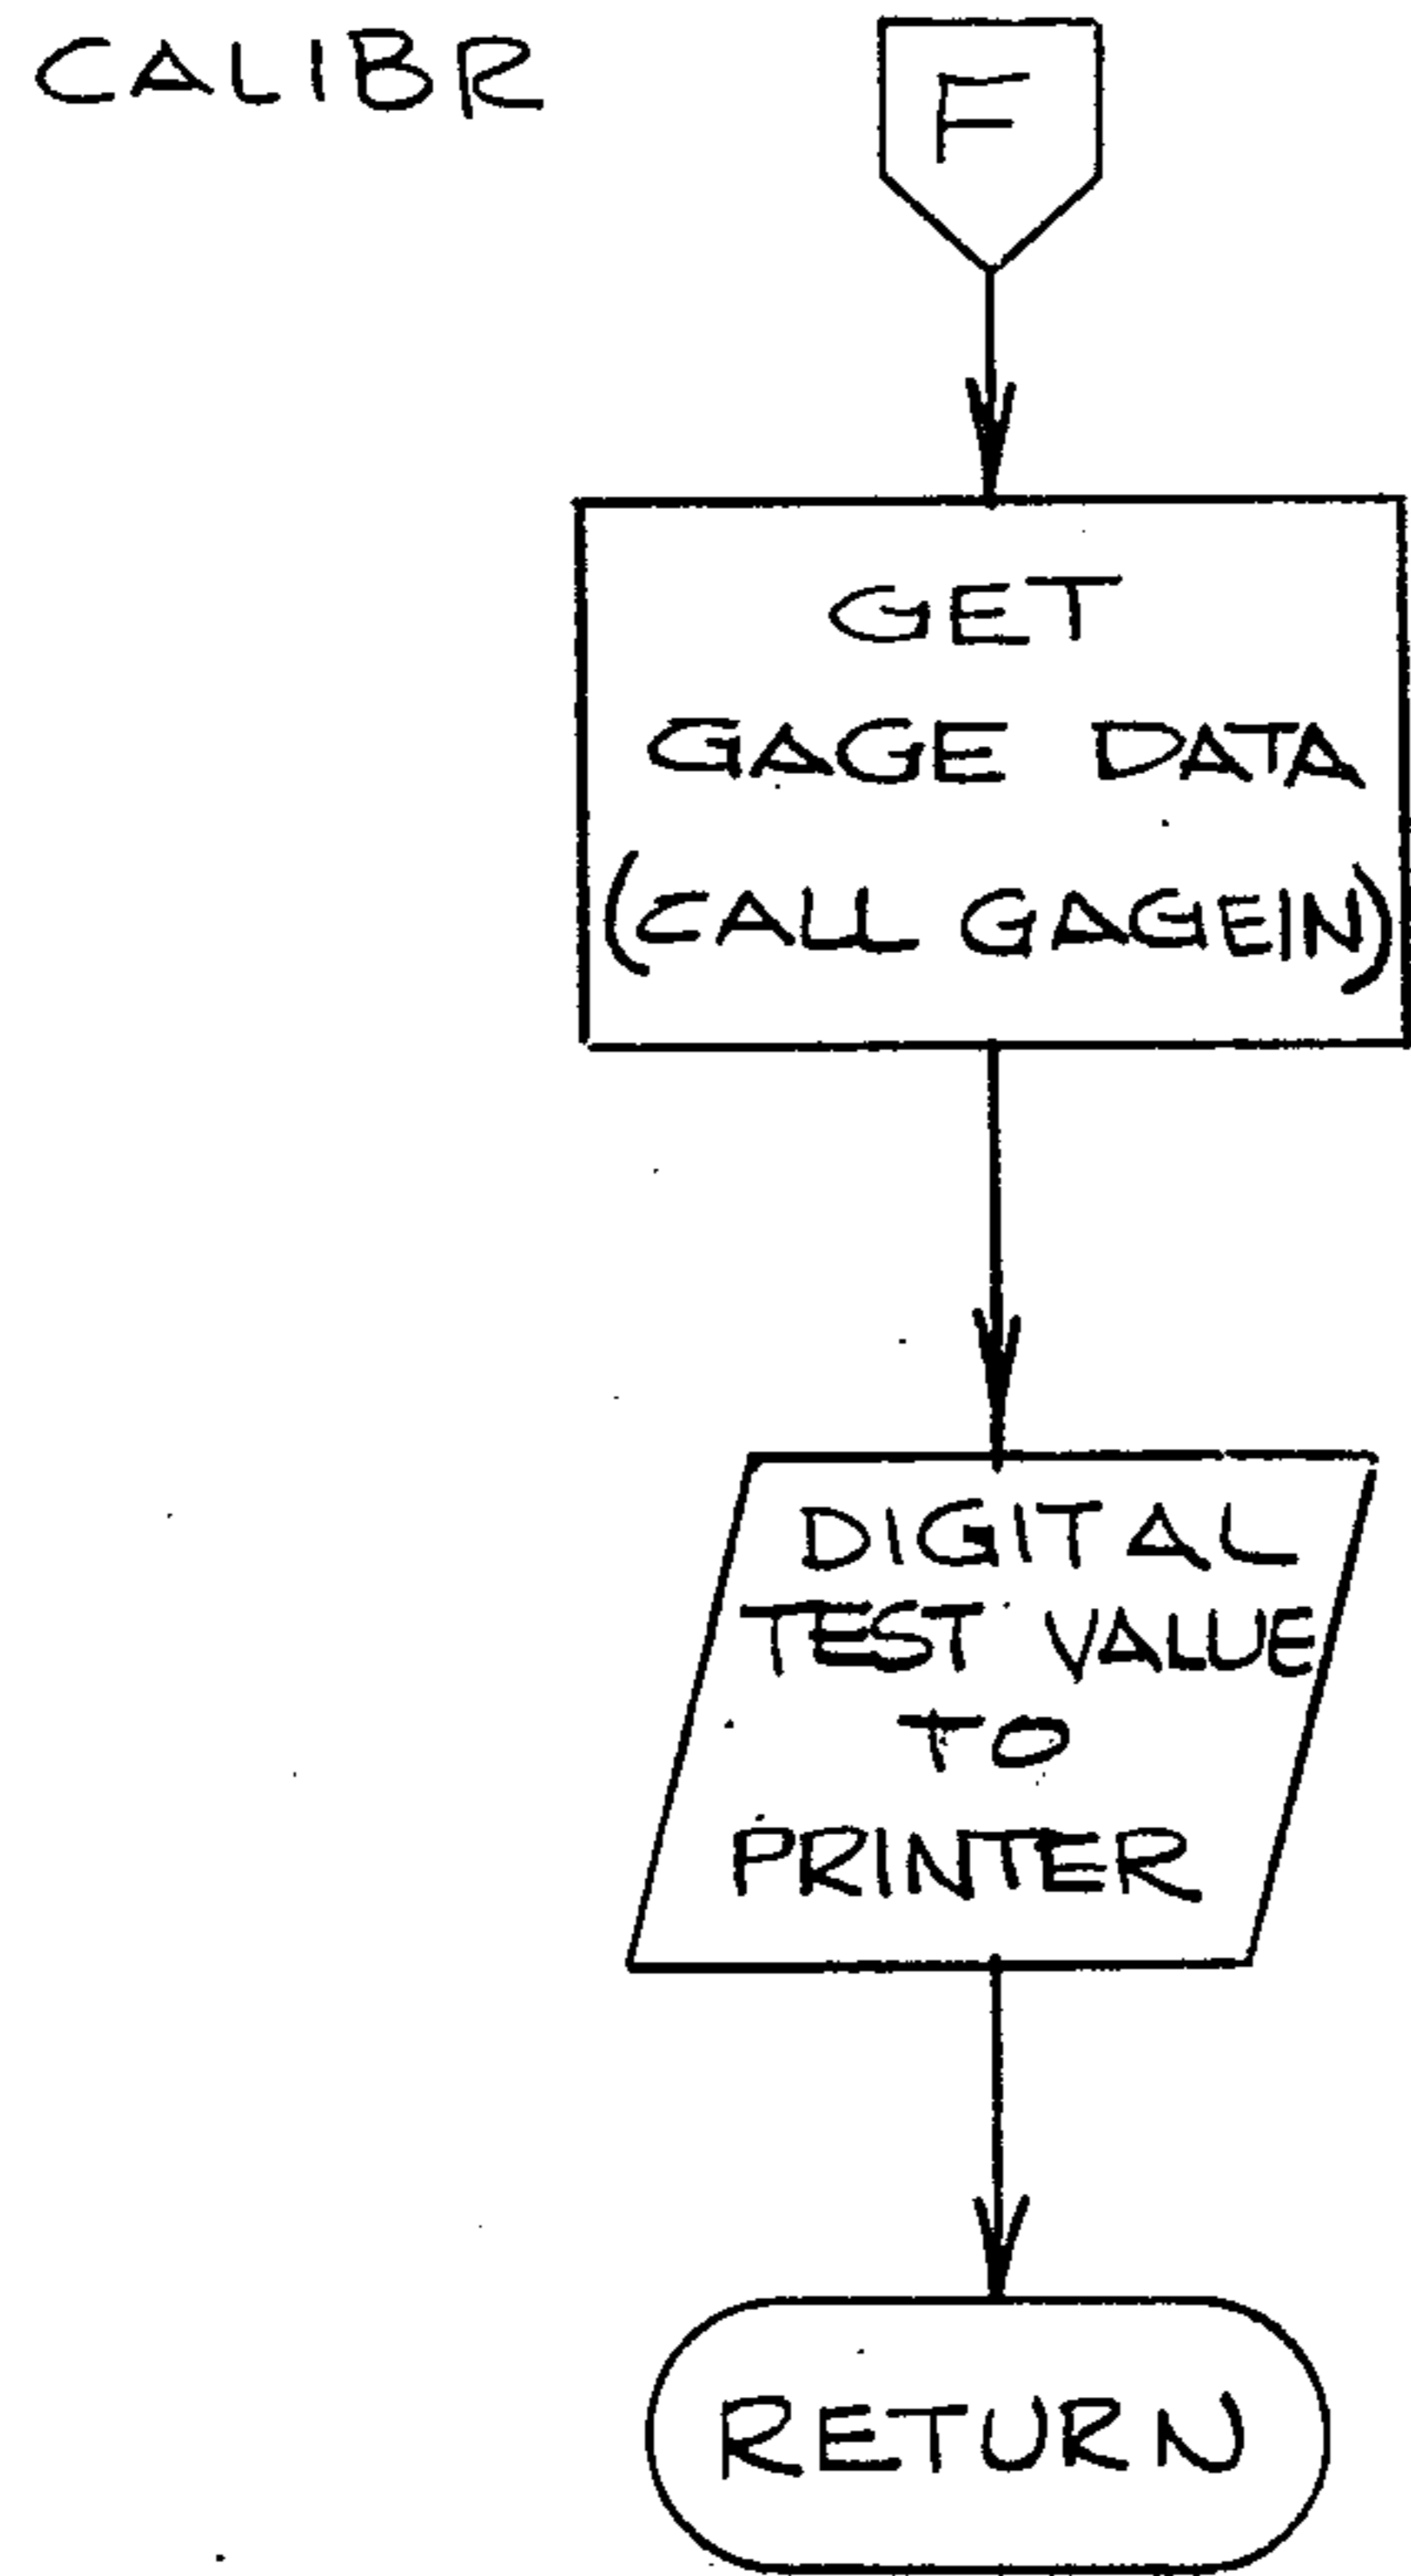 CALIBR
F
GET
GAGE DATA
(CALL GAGEIN)
DIGITAL
TEST VALUE
TO
PRINTER
RETURN